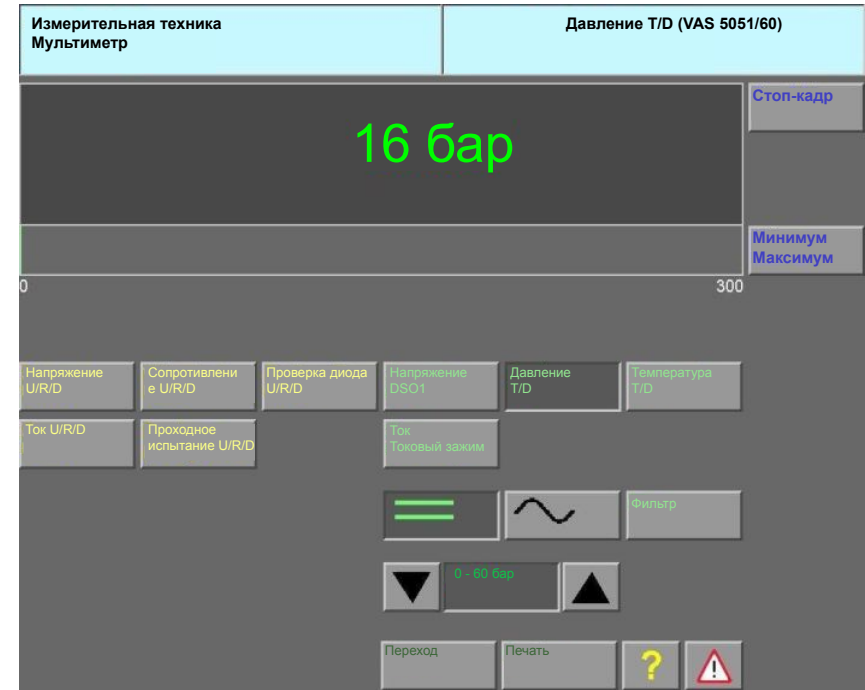 Измерительная техника
Мультиметр
Давление T/D (VAS 5051/60)
16 бар
Стоп-кадр
Минимум
Максимум
0
300
Напряжение
U/R/D
Сопротивлени
е U/R/D
Проверка диода
U/R/D
Напряжение
DSO1
Давление
T/D
Температура
T/D
Ток U/R/D
Проходное
испытание U/R/D
Ток
Токовый зажим
Фильтр
0 - 60 бар
Переход
Печать
?